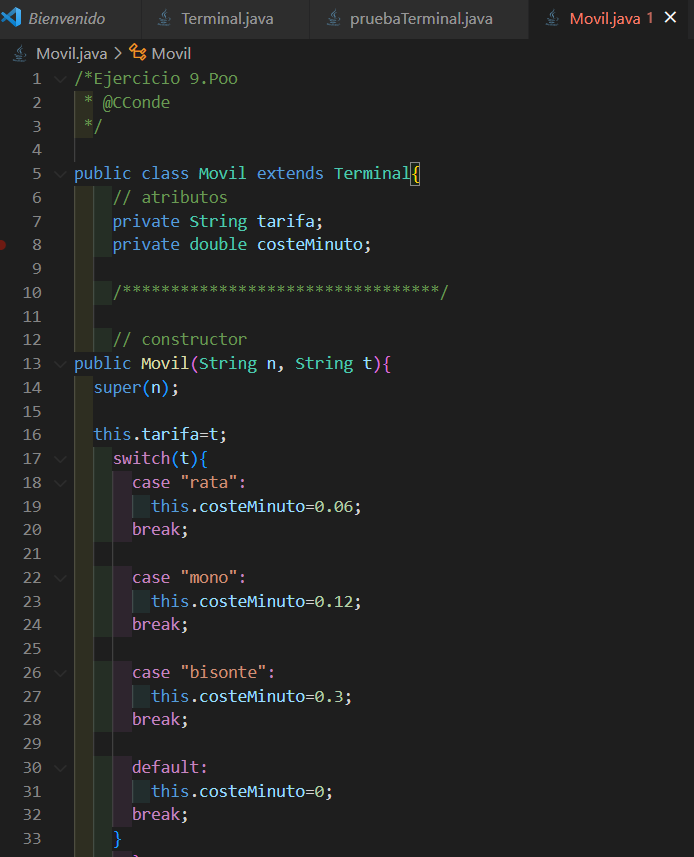 Bienvenido Terminal.java pruebaTerminal.java Movil.java 1
Movil.java > Movil
1 /*Ejercicio 9.Poo
2 * @CConde
3 */
4
5 public class Movil extends Terminal{
6 // atributos
7 private String tarifa;
8 private double costeMinuto;
9
10 /*********************************/
11
12 // constructor
13 public Movil(String n, String t){
14 super(n);
15
16 this.tarifa=t;
17 switch(t){
18 case "rata":
19 this.costeMinuto=0.06;
20 break;
21
22 case "mono":
23 this.costeMinuto=0.12;
24 break;
25
26 case "bisonte":
27 this.costeMinuto=0.3;
28 break;
29
30 default:
31 this.costeMinuto=0;
32 break;
33 }